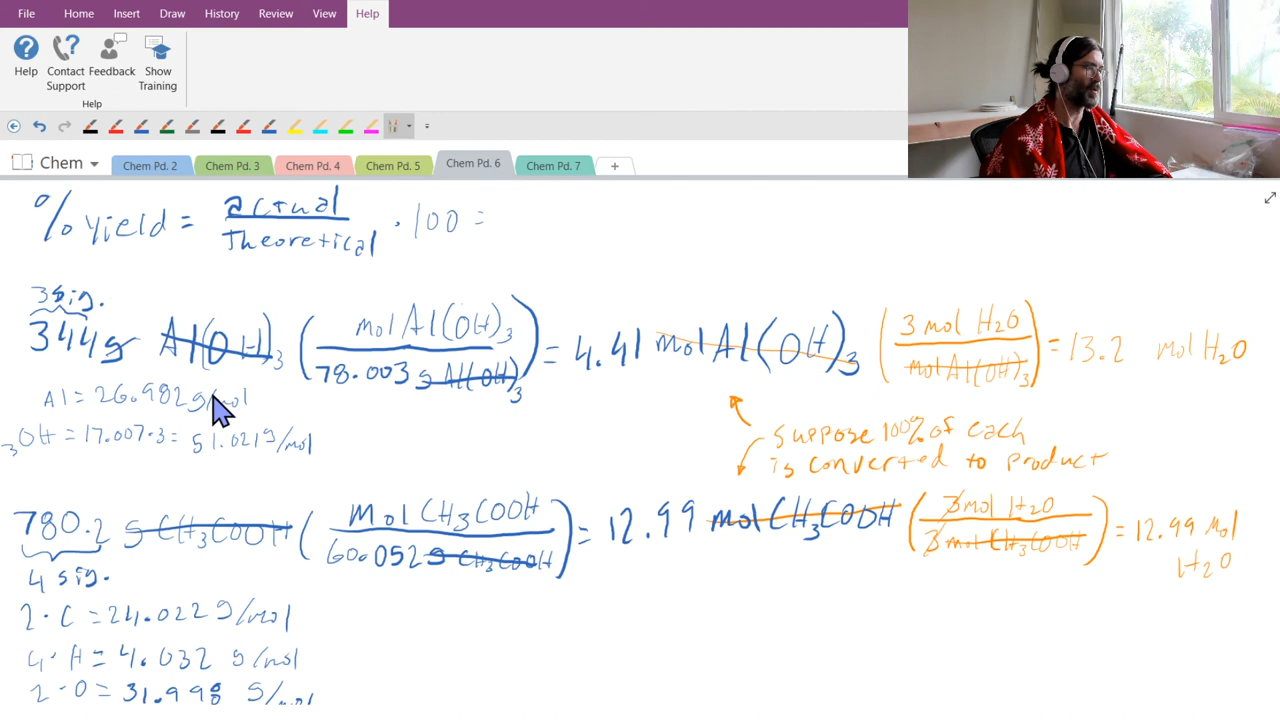 File Home Insert Draw History Review View Help
Help Contact Support Feedback Show Training
Help
Chem Chem Pd. 2 Chem Pd. 3 Chem Pd. 4 Chem Pd. 5 Chem Pd. 6 Chem Pd. 7 +
% yield = actual / Theoretical · 100 =
3 sig.
344g Al(OH)3 ( mol Al(OH)3 / 78.003 g Al(OH)3 ) = 4.41 mol Al(OH)3 ( 3 mol H2O / mol Al(OH)3 ) = 13.2 mol H2O
Al = 26.982 g/mol
3OH = 17.007·3 = 51.021 g/mol
Suppose 100% of each
is converted to product
780.2 g CH3COOH ( mol CH3COOH / 60.052 g CH3COOH ) = 12.99 mol CH3COOH ( 3 mol H2O / 3 mol CH3COOH ) = 12.99 mol
H2O
4 sig.
2·C = 24.022 g/mol
4·H = 4.032 g/mol
2·O = 31.998 g/mol